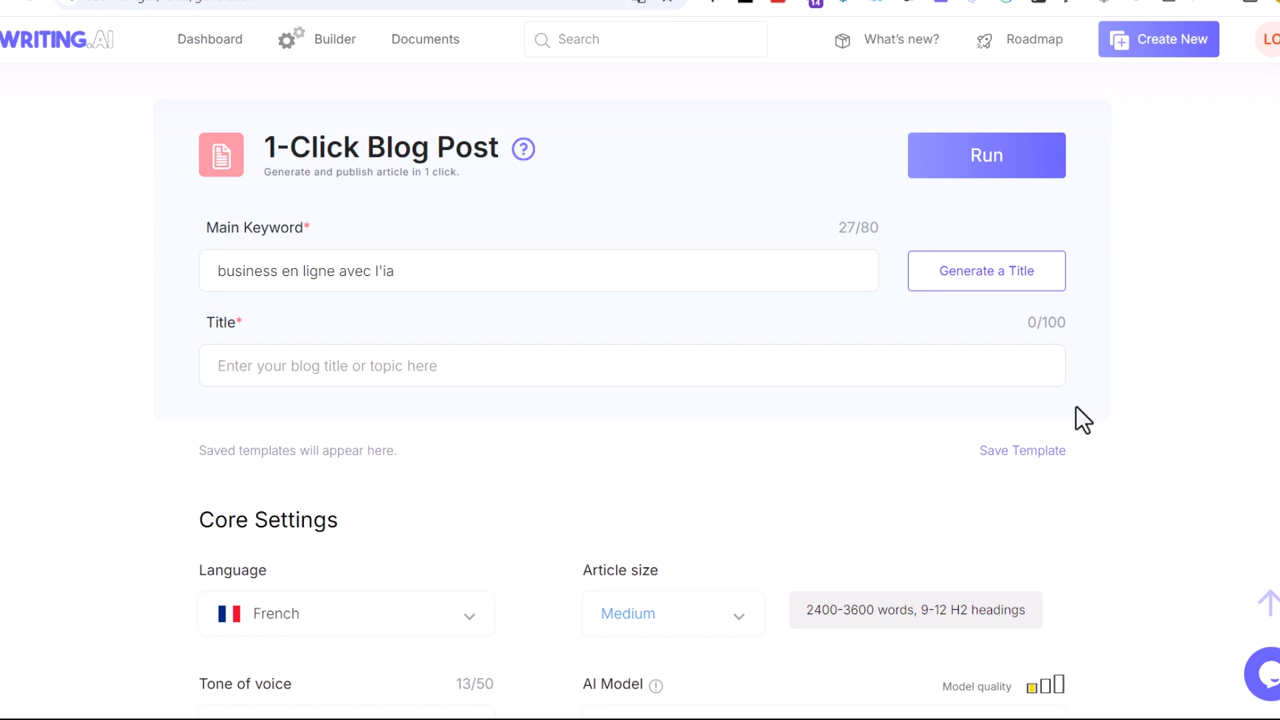 WRITING.AI
Dashboard
Builder
Documents
Search
What's new?
Roadmap
Create New
LO
14
1-Click Blog Post
?
Generate and publish article in 1 click.
Run
Main Keyword*
27/80
business en ligne avec l'ia
Generate a Title
Title*
0/100
Enter your blog title or topic here
Saved templates will appear here.
Save Template
Core Settings
Language
Article size
French
Medium
2400-3600 words, 9-12 H2 headings
Tone of voice
13/50
AI Model
Model quality